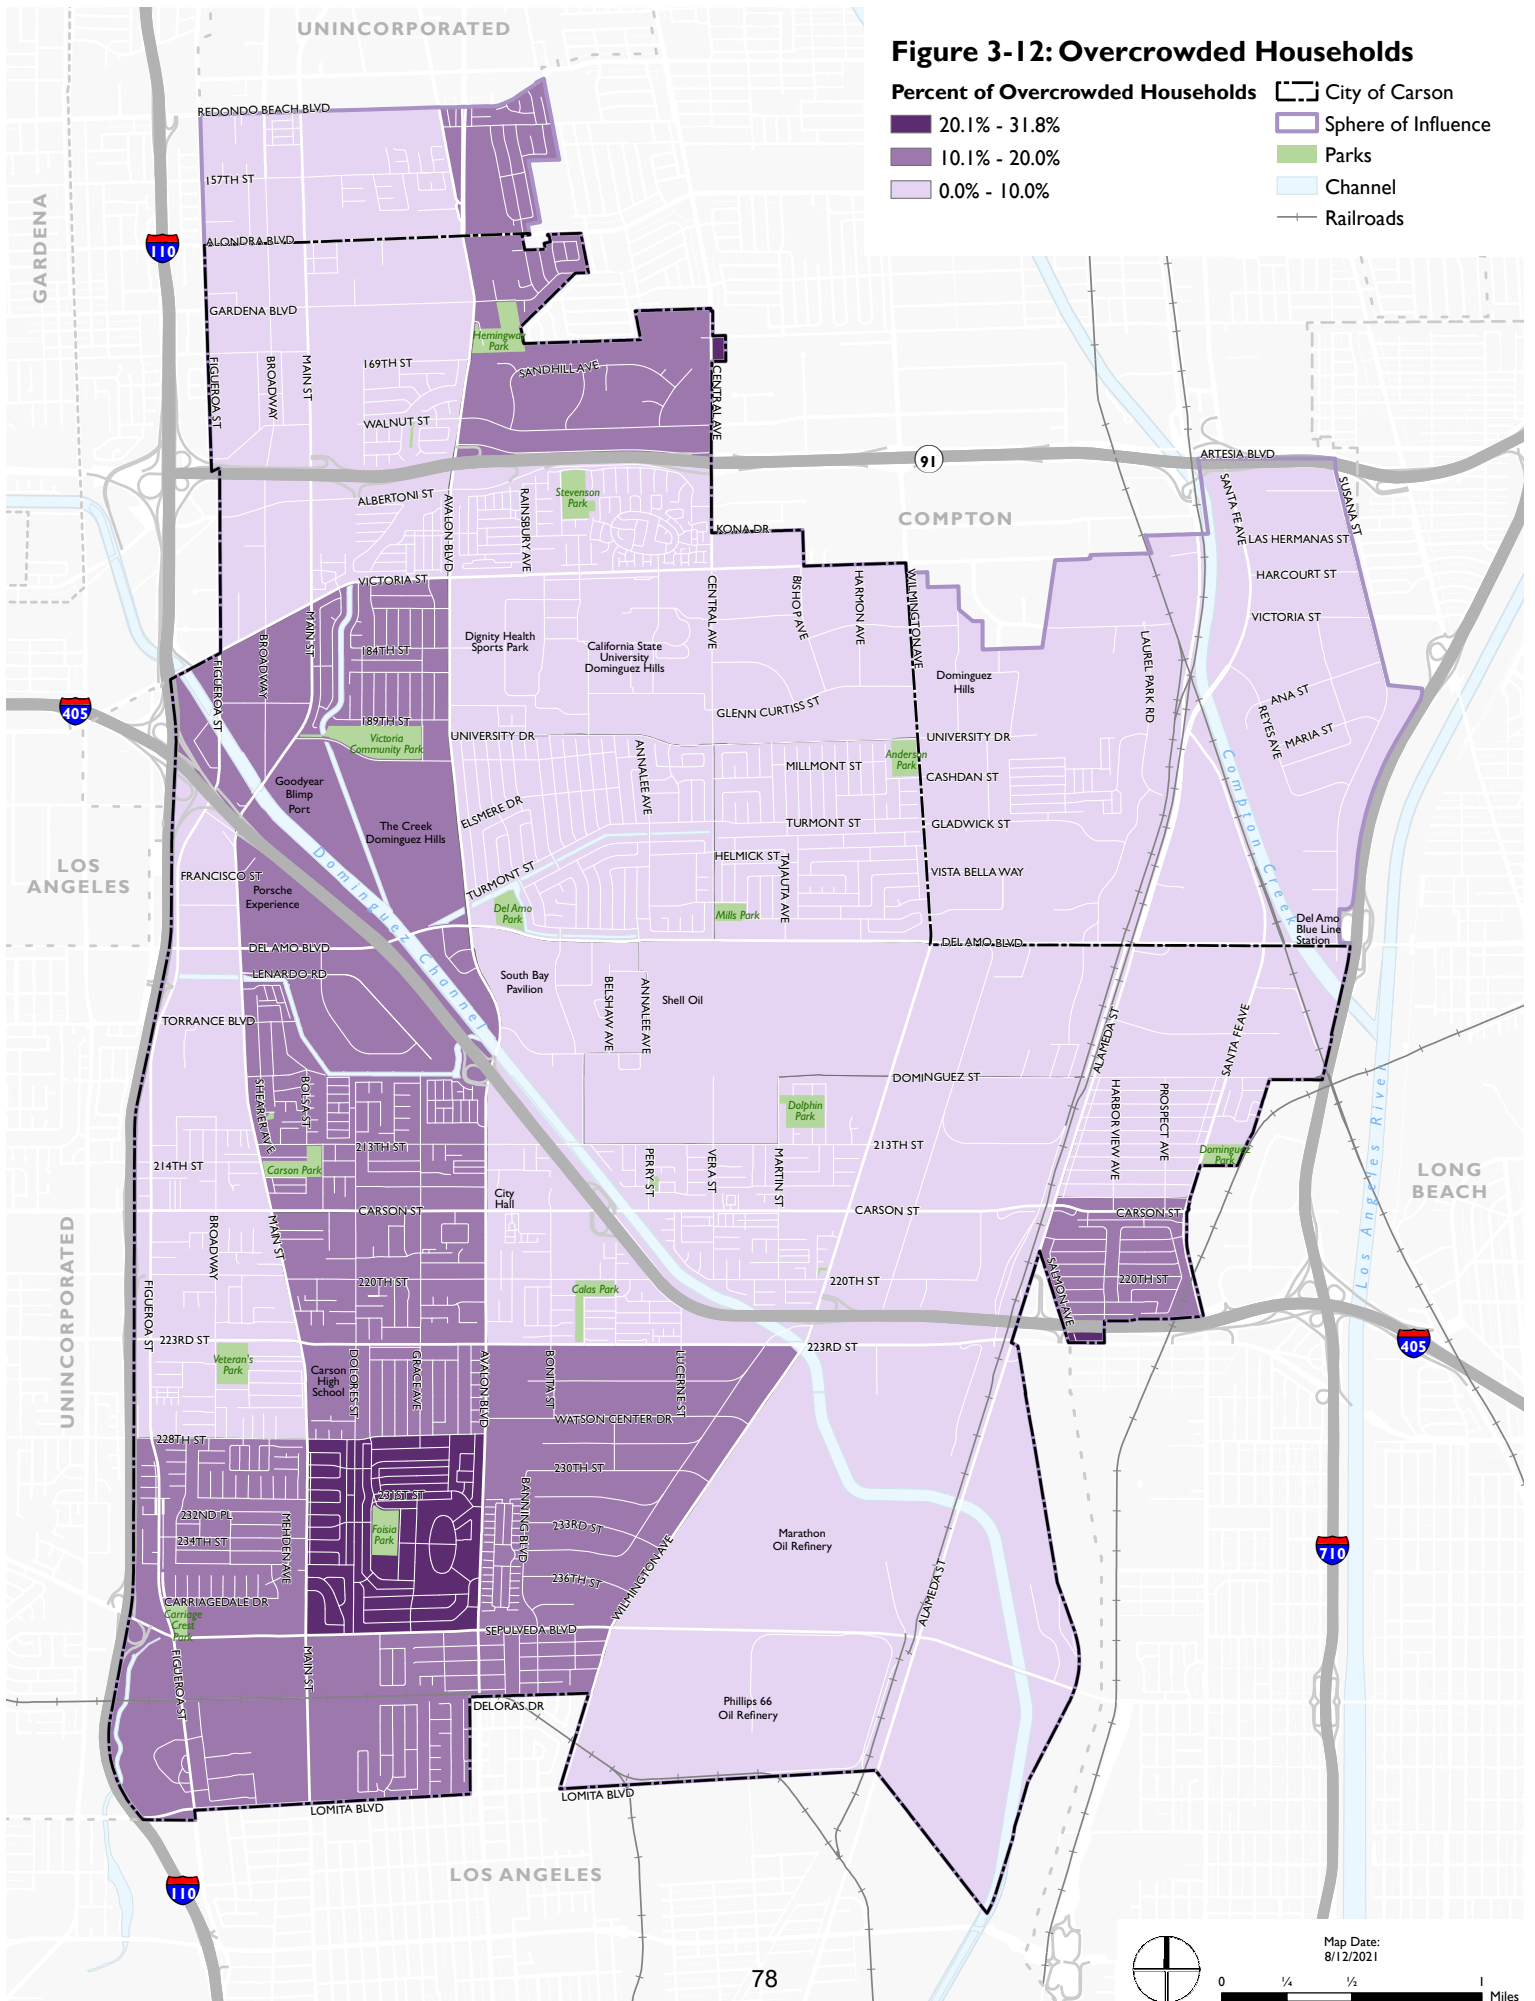 UNINCORPORATED
Figure 3-12: Overcrowded Households
Percent of Overcrowded Households
20.1% - 31.8%
10.1% - 20.0%
0.0% - 10.0%
City of Carson
Sphere of Influence
Parks
Channel
Railroads
REDONDO BEACH BLVD
157TH ST
GARDENA
110
ALONDRA BLVD
GARDENA BLVD
Hemingway
Park
169TH ST
SANDHILL AVE
FIGUEROA ST
BROADWAY
MAIN ST
CENTRAL AVE
WALNUT ST
91
ARTESIA BLVD
ALBERTONI ST
AVALON BLVD
RAINSBURY AVE
Stevenson
Park
KONA DR
COMPTON
SANTA FE AVE
SUSANA ST
LAS HERMANAS ST
HARCOURT ST
VICTORIA ST
VICTORIA ST
MAIN ST
BROADWAY
FIGUEROA ST
184TH ST
Dignity Health
Sports Park
California State
University
Dominguez Hills
CENTRAL AVE
BISHOP AVE
HARMON AVE
WILMINGTON AVE
Dominguez
Hills
LAUREL PARK RD
ANA ST
REYES AVE
MARIA ST
405
189TH ST
Victoria
Community Park
UNIVERSITY DR
GLENN CURTISS ST
UNIVERSITY DR
ANNALEE AVE
MILLMONT ST
Anderson
Park
CASHDAN ST
Goodyear
Blimp
Port
The Creek
Dominguez Hills
ELSMERE DR
TURMONT ST
GLADWICK ST
Compton Creek
LOS
ANGELES
FRANCISCO ST
Porsche
Experience
Dominguez Channel
TURMONT ST
HELMICK ST
TAJAUTA AVE
VISTA BELLA WAY
Del Amo
Park
Mills Park
Del Amo
Blue Line
Station
DEL AMO BLVD
DEL AMO BLVD
LENARDO RD
South Bay
Pavilion
BELSHAW AVE
ANNALEE AVE
Shell Oil
TORRANCE BLVD
ALAMEDA ST
SANTA FE AVE
SHEARER AVE
BOLSA ST
DOMINGUEZ ST
Dolphin
Park
HARBOR VIEW AVE
PROSPECT AVE
Los Angeles River
213TH ST
213TH ST
214TH ST
Carson Park
PERRY ST
VERA ST
MARTIN ST
Dominguez
Park
LONG
BEACH
City
Hall
CARSON ST
CARSON ST
CARSON ST
UNINCORPORATED
BROADWAY
MAIN ST
FIGUEROA ST
220TH ST
Calas Park
220TH ST
SALMON AVE
220TH ST
223RD ST
223RD ST
405
Veteran's
Park
Carson
High
School
DOLORES ST
GRACE AVE
AVALON BLVD
BONITA ST
LUCERNE ST
WATSON CENTER DR
228TH ST
230TH ST
231ST ST
BANNING BLVD
232ND PL
234TH ST
MEHDEN AVE
Foisia
Park
233RD ST
Marathon
Oil Refinery
710
236TH ST
WILMINGTON AVE
ALAMEDA ST
CARRIAGEDALE DR
Carriage
Crest
Park
SEPULVEDA BLVD
FIGUEROA ST
MAIN ST
DELORAS DR
Phillips 66
Oil Refinery
LOMITA BLVD
LOMITA BLVD
LOS ANGELES
110
78
Map Date:
8/12/2021
0 1/4 1/2 1
Miles